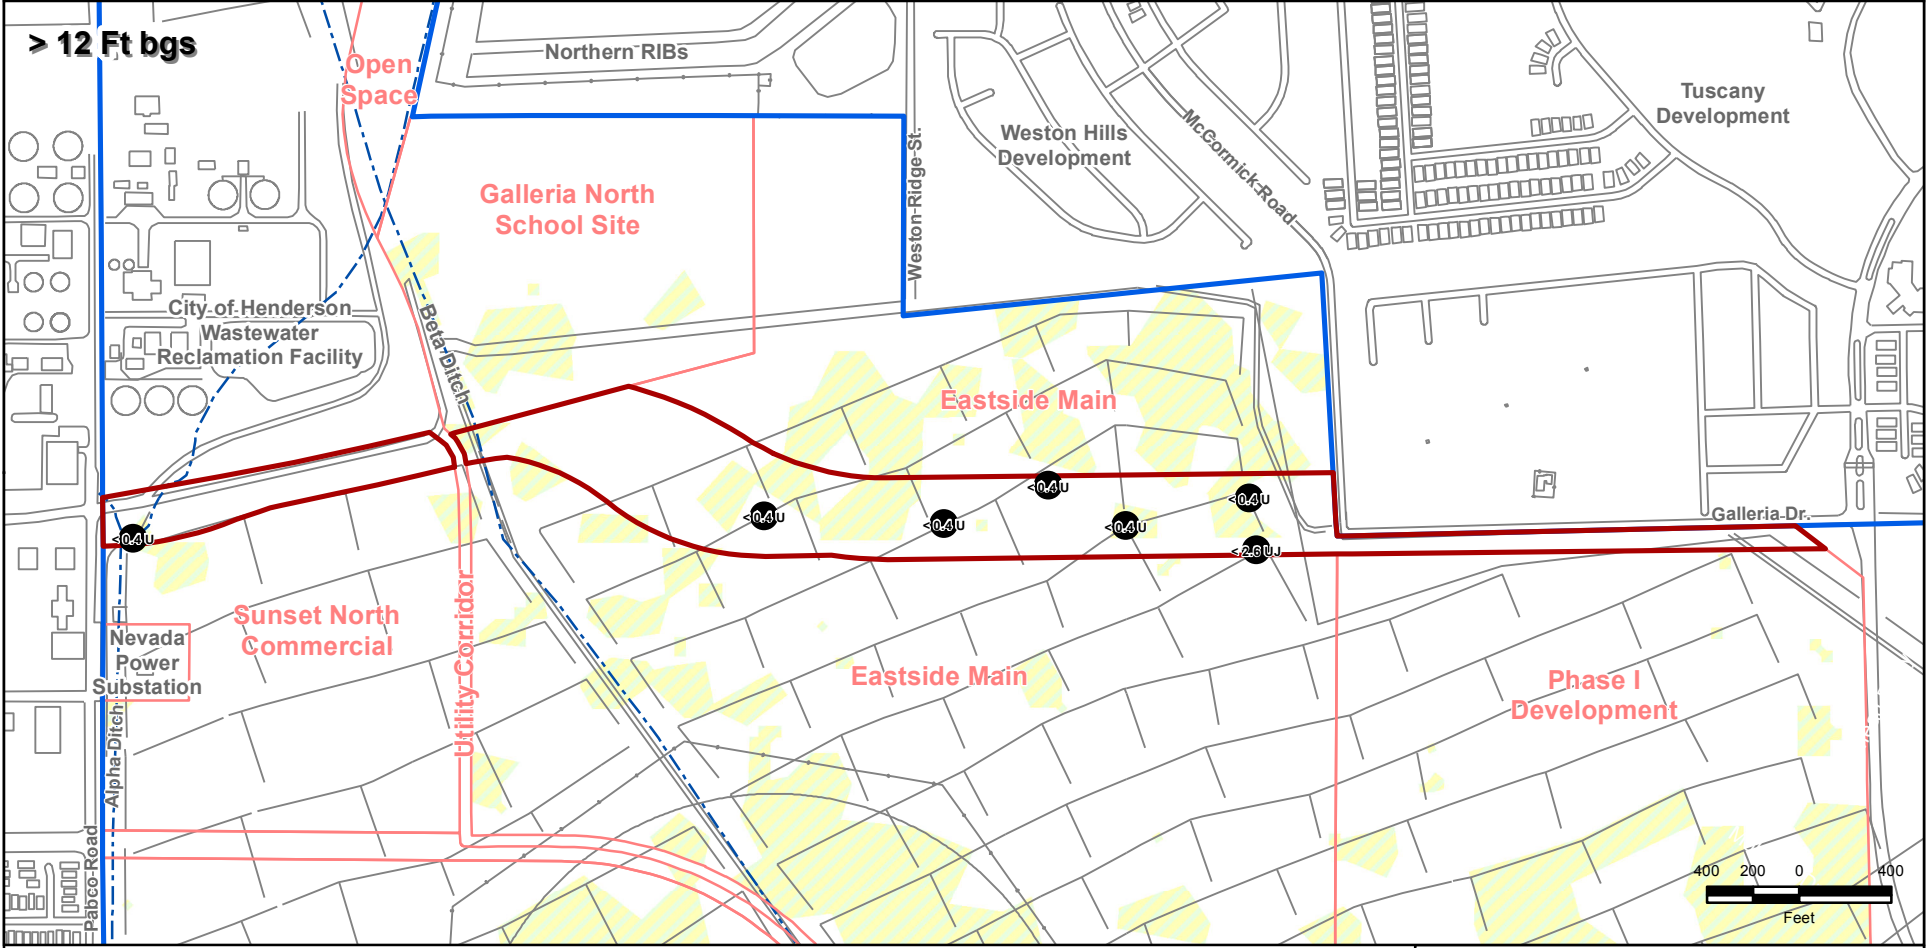 > 12 Ft bgs
Open
Space
Northern RIBs
Tuscany
Development
Weston Hills
Development
McCormick Road
Weston Ridge St.
Galleria North
School Site
City of Henderson
Wastewater
Reclamation Facility
Beta Ditch
Eastside Main
< 0.4 U
< 0.4 U
< 0.4 U
< 0.4 U
< 0.4 U
< 0.4 U
< 2.6 UJ
Galleria Dr.
Sunset North
Commercial
Utility Corridor
Nevada
Power
Substation
Alpha Ditch
Pabco Road
Eastside Main
Phase I
Development
400 200 0 400
Feet